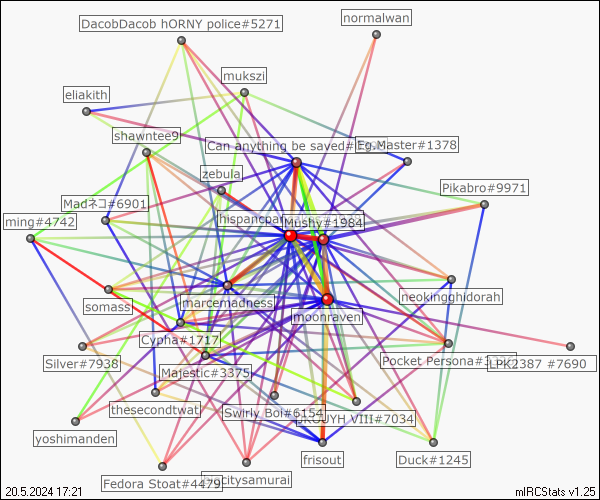 DacobDacob hORNY police#5271
normalwan
mukszi
eliakith
shawntee9
Can anything be saved#
Eg.Master#1378
zebula
Pikabro#9971
Madネコ#6901
hispanicpan
Mushy#1984
ming#4742
somass
marcemadness
neokingghidorah
moonraven
Cypha#1717
Silver#7938
Majestic#3375
Pocket Persona#
LPK2387 #7690
thesecondtwat
Swirly Boi#6154
VIII#7034
yoshimanden
frisout
Duck#1245
Fedora Stoat#4479
citysamurai
20.5.2024 17:21
mIRCStats v1.25